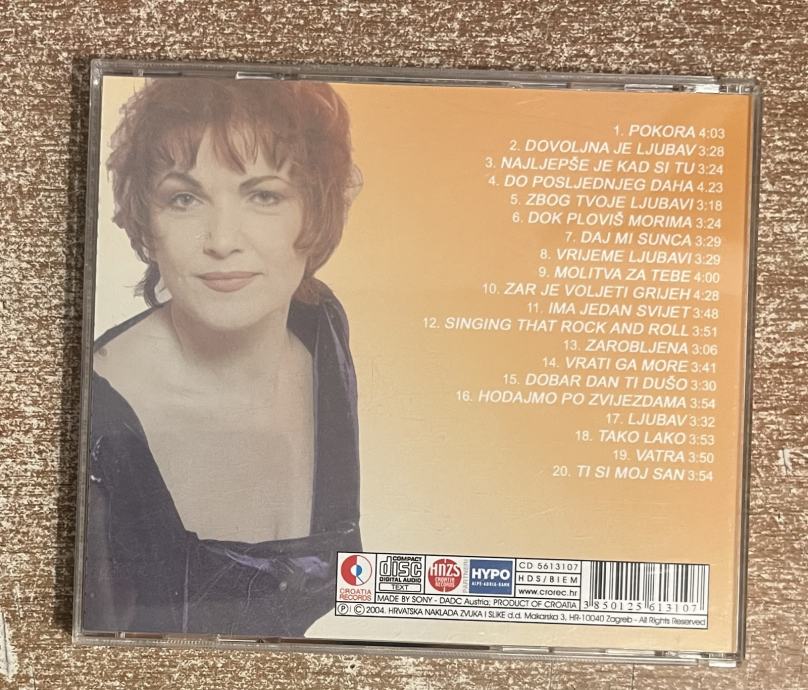 1. POKORA 4:03
2. DOVOLJNA JE LJUBAV 3:28
3. NAJLJEPŠE JE KAD SI TU 3:24
4. DO POSLJEDNJEG DAHA 4.23
5. ZBOG TVOJE LJUBAVI 3:18
6. DOK PLOVIŠ MORIMA 3:24
7. DAJ MI SUNCA 3:29
8. VRIJEME LJUBAVI 3:29
9. MOLITVA ZA TEBE 4:00
10. ZAR JE VOLJETI GRIJEH 4:28
11. IMA JEDAN SVIJET 3:48
12. SINGING THAT ROCK AND ROLL 3:51
13. ZAROBLJENA 3:06
14. VRATI GA MORE 3:41
15. DOBAR DAN TI DUŠO 3:30
16. HODAJMO PO ZVIJEZDAMA 3:54
17. LJUBAV 3:32
18. TAKO LAKO 3:53
19. VATRA 3:50
20. TI SI MOJ SAN 3:54
CROATIA RECORDS
COMPACT disc DIGITAL AUDIO TEXT
HNZS CROATIA RECORDS
PARTNERI
HYPO ALPE-ADRIA-BANK
CD 5613107
HDS/BIEM
www.crorec.hr
3 850125 613107
MADE BY SONY - DADC Austria, PRODUCT OF CROATIA
Ⓟ Ⓒ 2004. HRVATSKA NAKLADA ZVUKA I SLIKE d.d. Makarska 3, HR-10040 Zagreb - All Rights Reserved